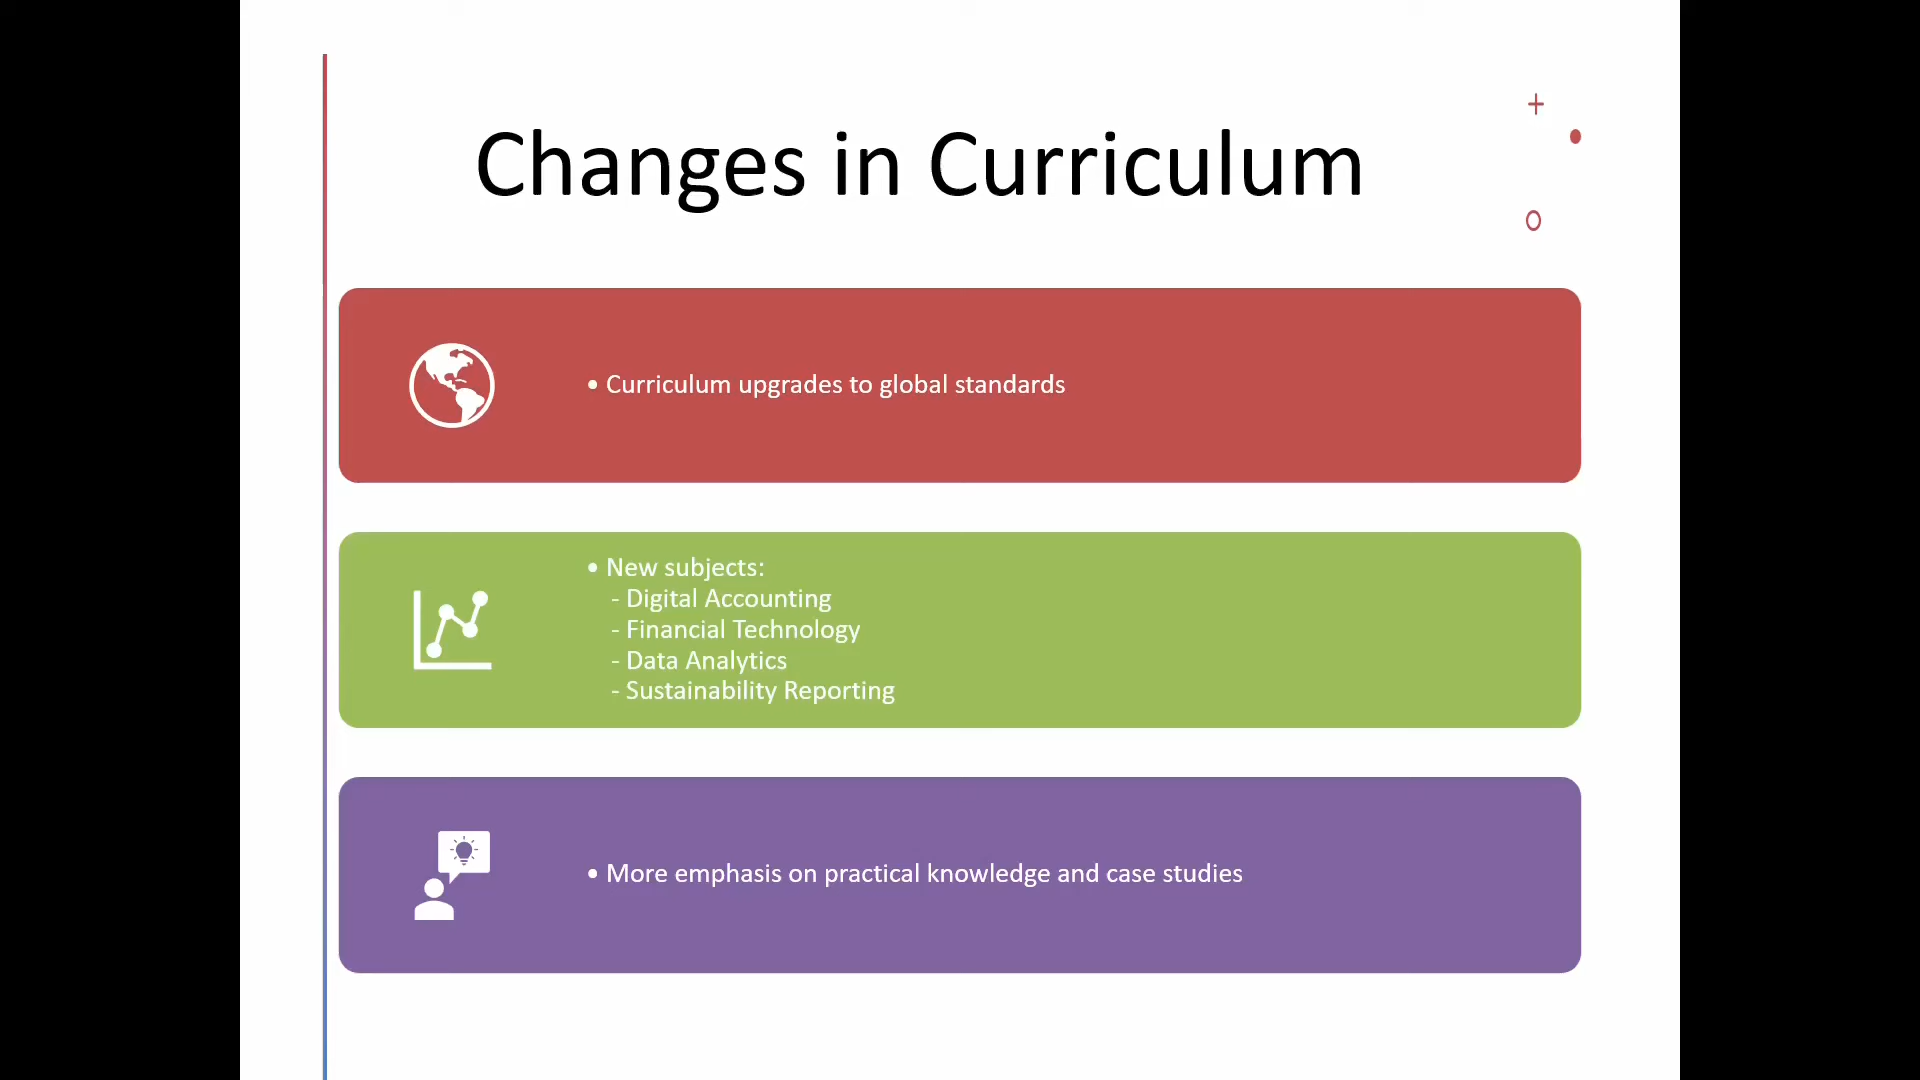 Changes in Curriculum
• Curriculum upgrades to global standards
• New subjects:
- Digital Accounting
- Financial Technology
- Data Analytics
- Sustainability Reporting
• More emphasis on practical knowledge and case studies